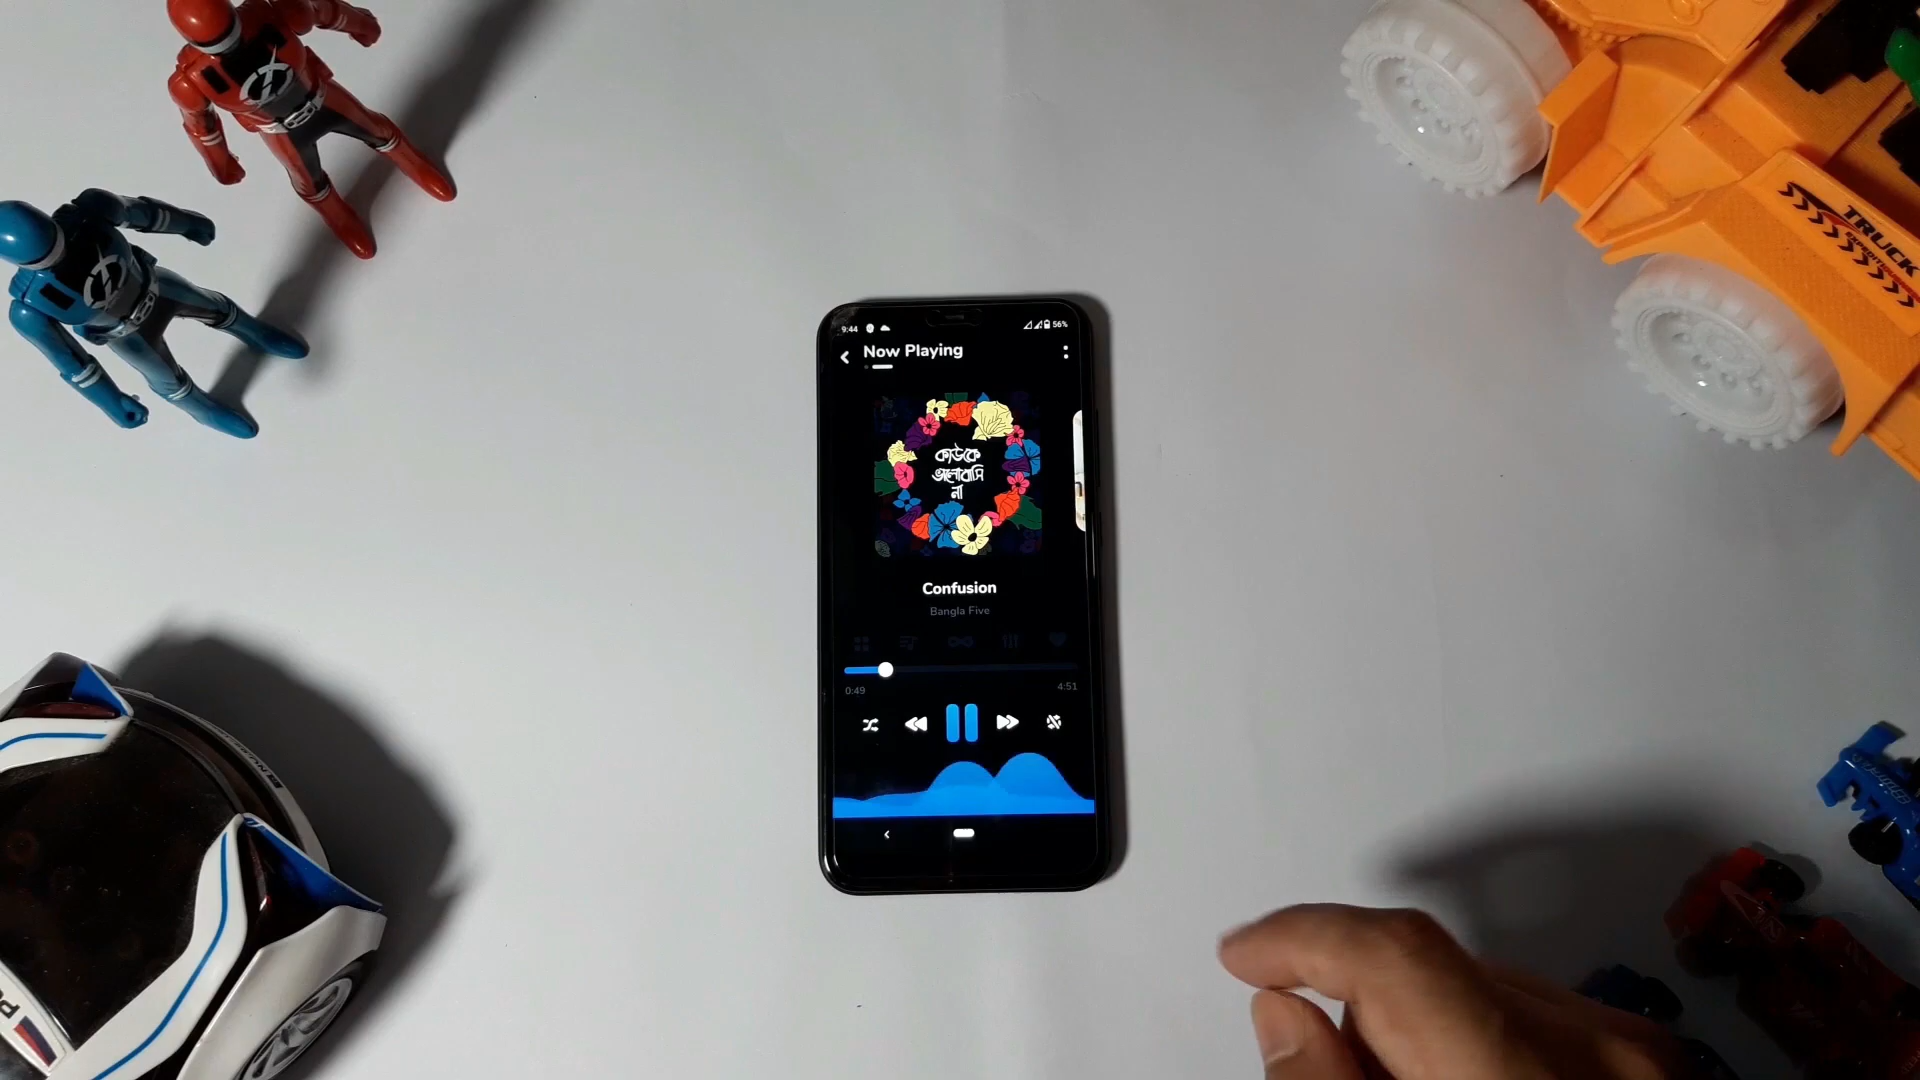 9:44
56%
Now Playing
কাউকে
ভালোবাসি
না
Confusion
Bangla Five
0:49
4:51
TRUCK